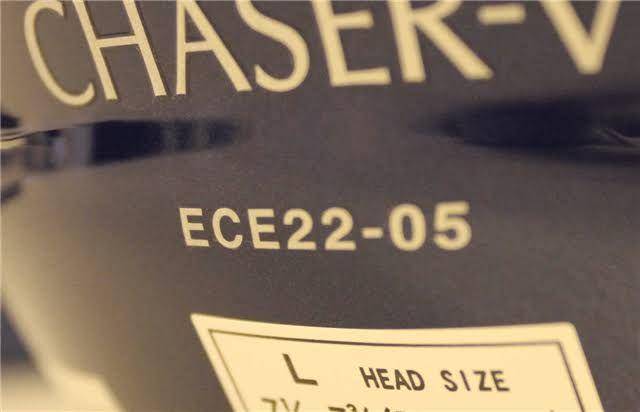 CHASER-V
ECE22-05
L HEAD SIZE